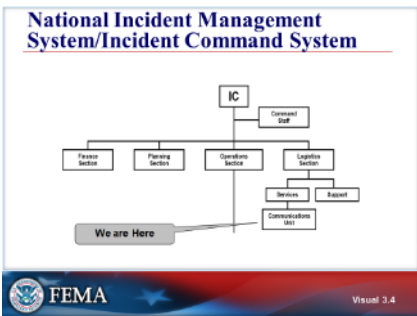 National Incident Management
System/Incident Command System
IC
Command
Staff
Finance
Section
Planning
Section
Operations
Section
Logistics
Section
Services
Support
Communications
Unit
We are Here
FEMA
Visual 3.4